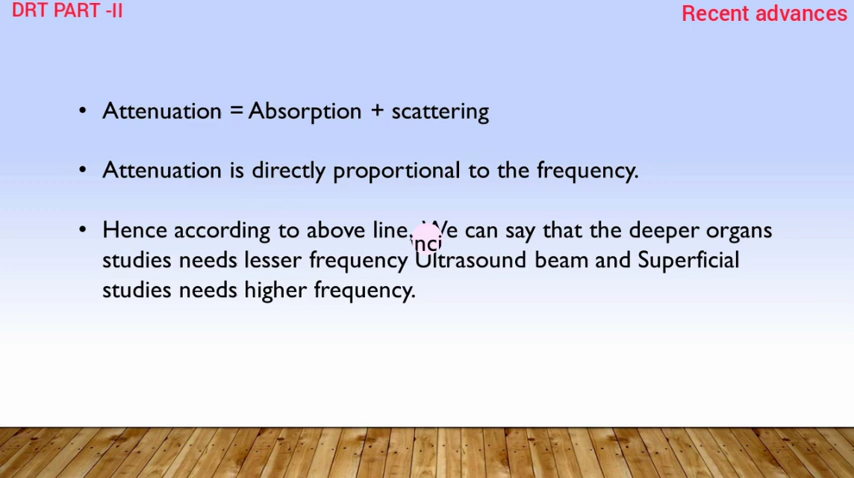 DRT PART -II
Recent advances
• Attenuation = Absorption + scattering
• Attenuation is directly proportional to the frequency.
• Hence according to above line, We can say that the deeper organs
studies needs lesser frequency Ultrasound beam and Superficial
studies needs higher frequency.
nci